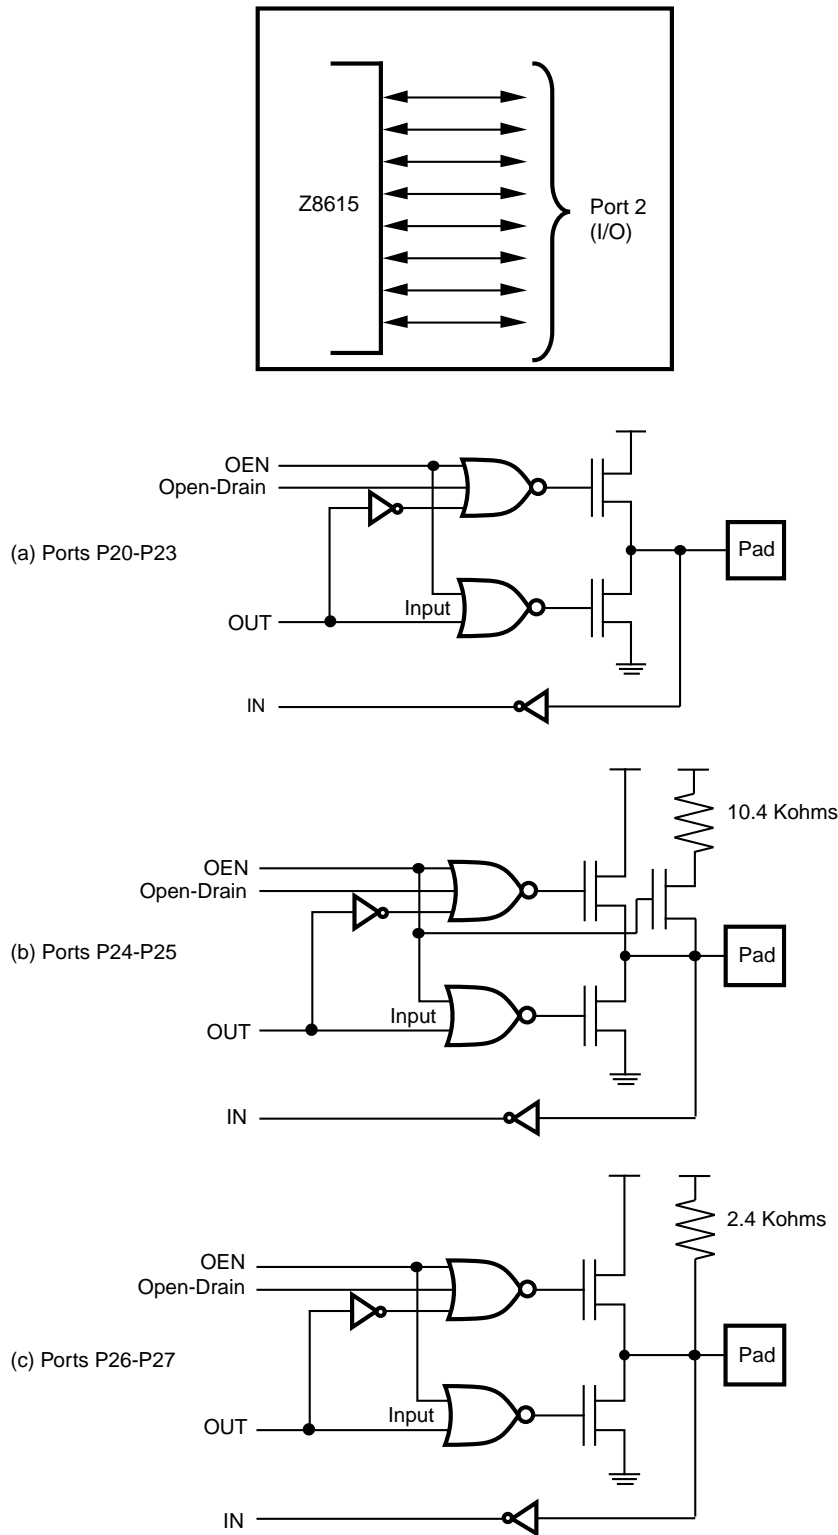 Z8615
Port 2
(I/O)
OEN
Open-Drain
(a) Ports P20-P23
Pad
Input
OUT
IN
10.4 Kohms
OEN
Open-Drain
(b) Ports P24-P25
Pad
Input
OUT
IN
2.4 Kohms
OEN
Open-Drain
(c) Ports P26-P27
Pad
Input
OUT
IN